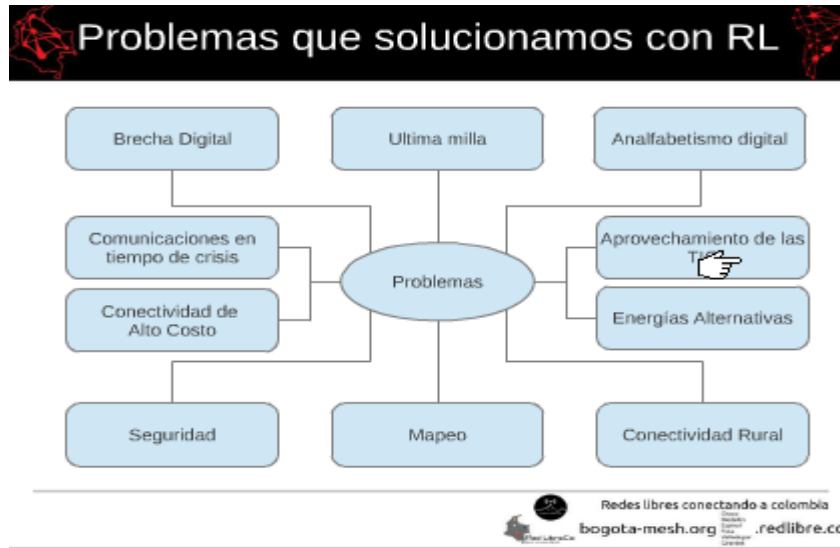 Problemas que solucionamos con RL
Brecha Digital
Ultima milla
Analfabetismo digital
Comunicaciones en
tiempo de crisis
Aprovechamiento de las
Problemas
Conectividad de
Alto Costo
Energías Alternativas
Seguridad
Mapeo
Conectividad Rural
Redes libres conectando a colombia
bogota-mesh.org
.redlibre.co
Red LibreCo